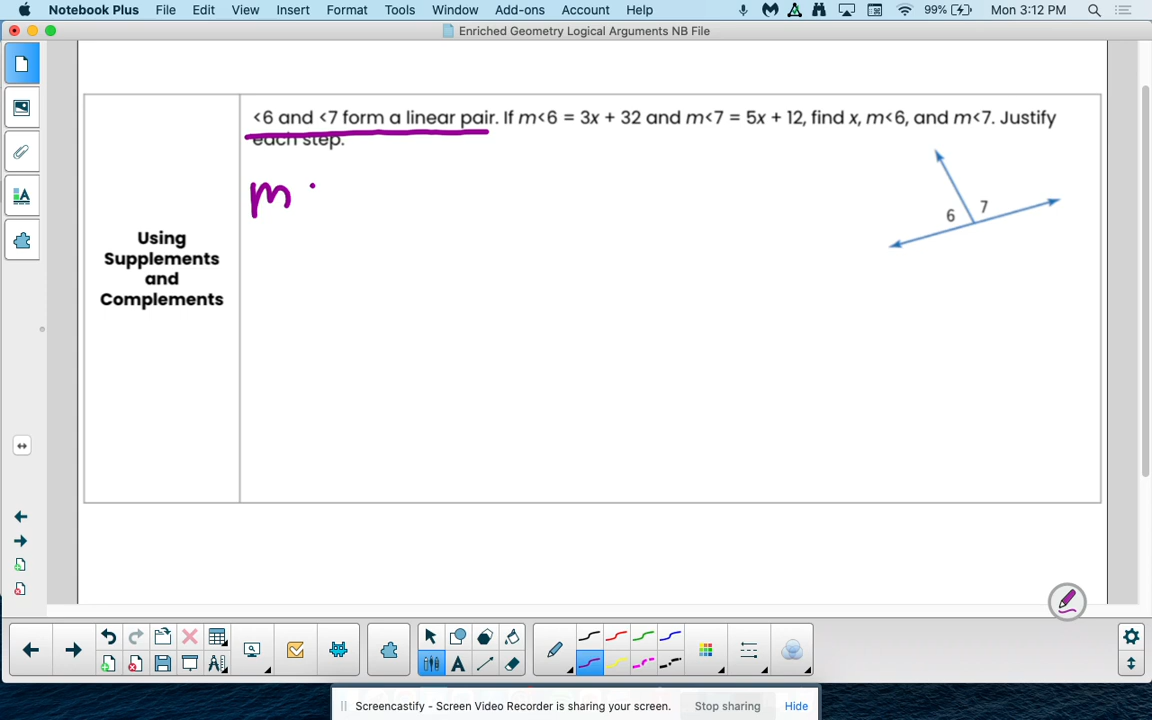 Notebook Plus File Edit View Insert Format Tools Window Add-ons Account Help 99% Mon 3:12 PM
Enriched Geometry Logical Arguments NB File
<6 and <7 form a linear pair. If m<6 = 3x + 32 and m<7 = 5x + 12, find x, m<6, and m<7. Justify
each step.
m
6 7
Using
Supplements
and
Complements
Screencastify - Screen Video Recorder is sharing your screen. Stop sharing Hide